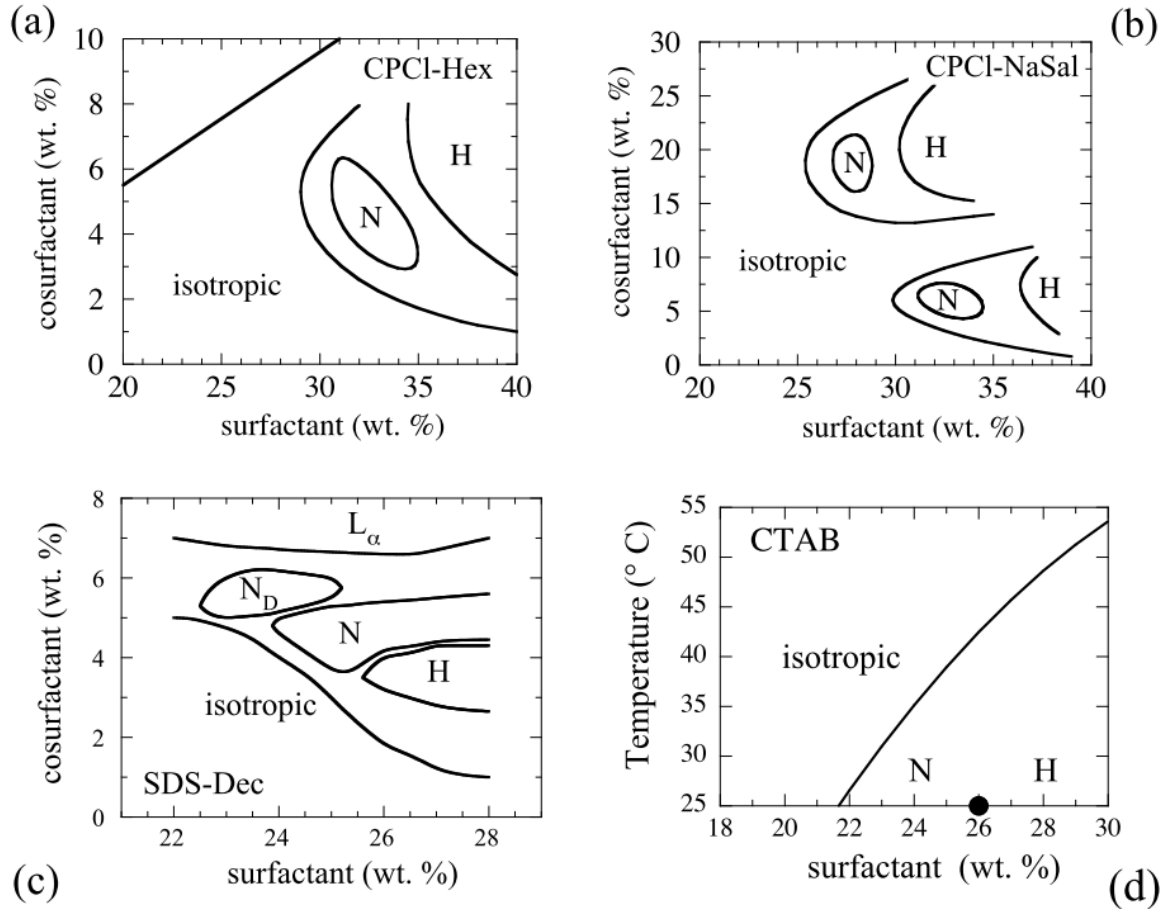 (a)
10
8
6
4
2
0
cosurfactant (wt. %)
CPCl-Hex
H
N
isotropic
20 25 30 35 40
surfactant (wt. %)
(b)
30
25
20
15
10
5
0
cosurfactant (wt. %)
CPCl-NaSal
N H
isotropic
N H
20 25 30 35 40
surfactant (wt. %)
8
6
4
2
0
cosurfactant (wt. %)
Lα
N_D
N
H
isotropic
SDS-Dec
22 24 26 28
surfactant (wt. %)
(c)
55
50
45
40
35
30
25
Temperature (° C)
CTAB
isotropic
N H
18 20 22 24 26 28 30
surfactant (wt. %)
(d)